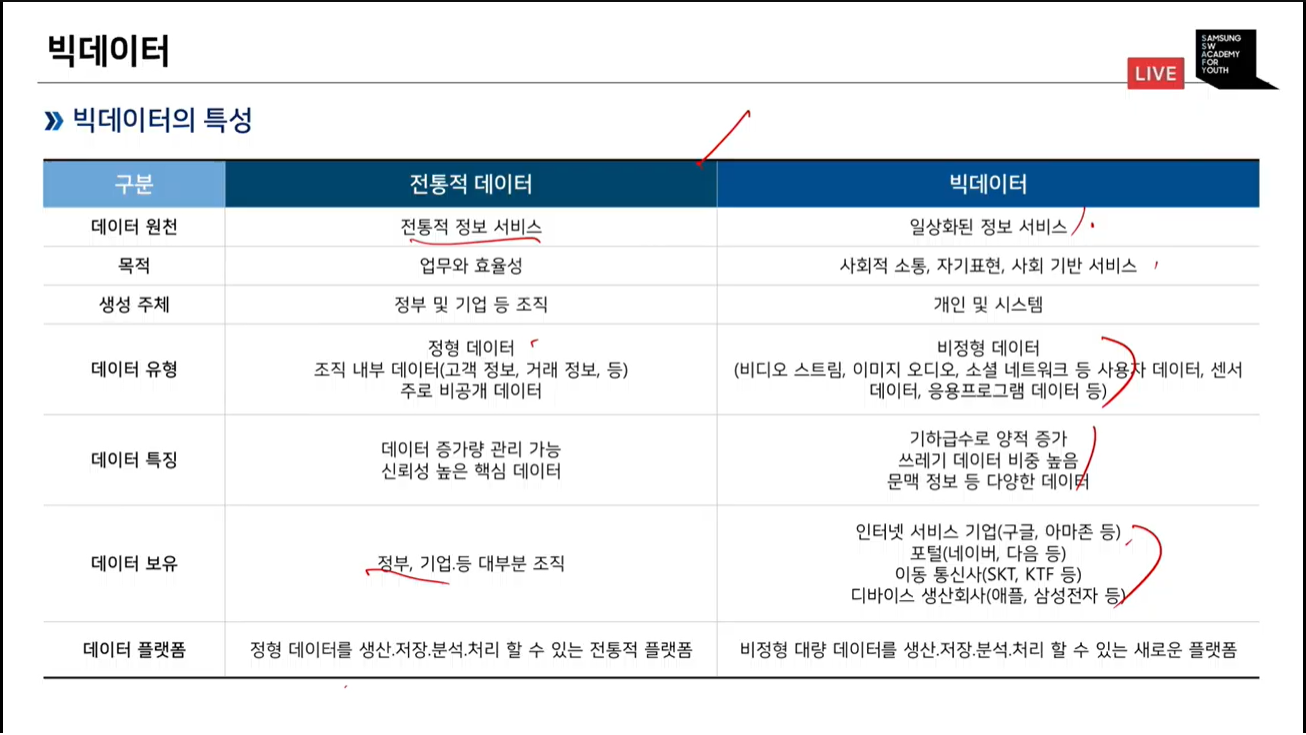 빅데이터
LIVE
SAMSUNG
SW
ACADEMY
FOR
YOUTH
빅데이터의 특성
구분 전통적 데이터 빅데이터
데이터 원천 전통적 정보 서비스 일상화된 정보 서비스
목적 업무와 효율성 사회적 소통, 자기표현, 사회 기반 서비스
생성 주체 정부 및 기업 등 조직 개인 및 시스템
데이터 유형
정형 데이터
조직 내부 데이터(고객 정보, 거래 정보, 등)
주로 비공개 데이터
비정형 데이터
(비디오 스트림, 이미지 오디오, 소셜 네트워크 등 사용자 데이터, 센서
데이터, 응용프로그램 데이터 등)
데이터 특징
데이터 증가량 관리 가능
신뢰성 높은 핵심 데이터
기하급수로 양적 증가
쓰레기 데이터 비중 높음
문맥 정보 등 다양한 데이터
데이터 보유
정부, 기업.등 대부분 조직
인터넷 서비스 기업(구글, 아마존 등)
포털(네이버, 다음 등)
이동 통신사(SKT, KTF 등)
디바이스 생산회사(애플, 삼성전자 등)
데이터 플랫폼 정형 데이터를 생산.저장.분석.처리 할 수 있는 전통적 플랫폼 비정형 대량 데이터를 생산.저장.분석.처리 할 수 있는 새로운 플랫폼